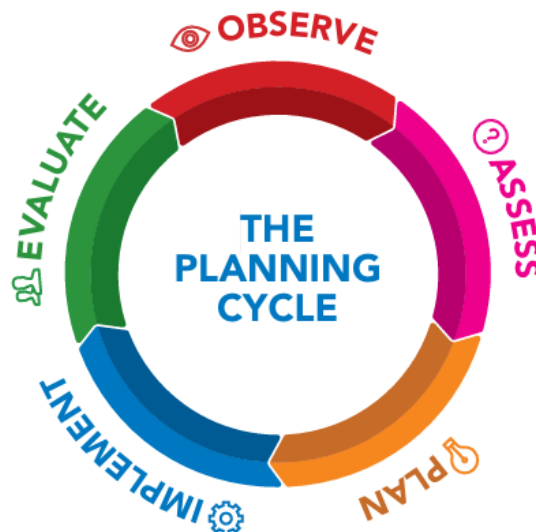 OBSERVE
ASSESS
PLAN
IMPLEMENT
EVALUATE
THE
PLANNING
CYCLE